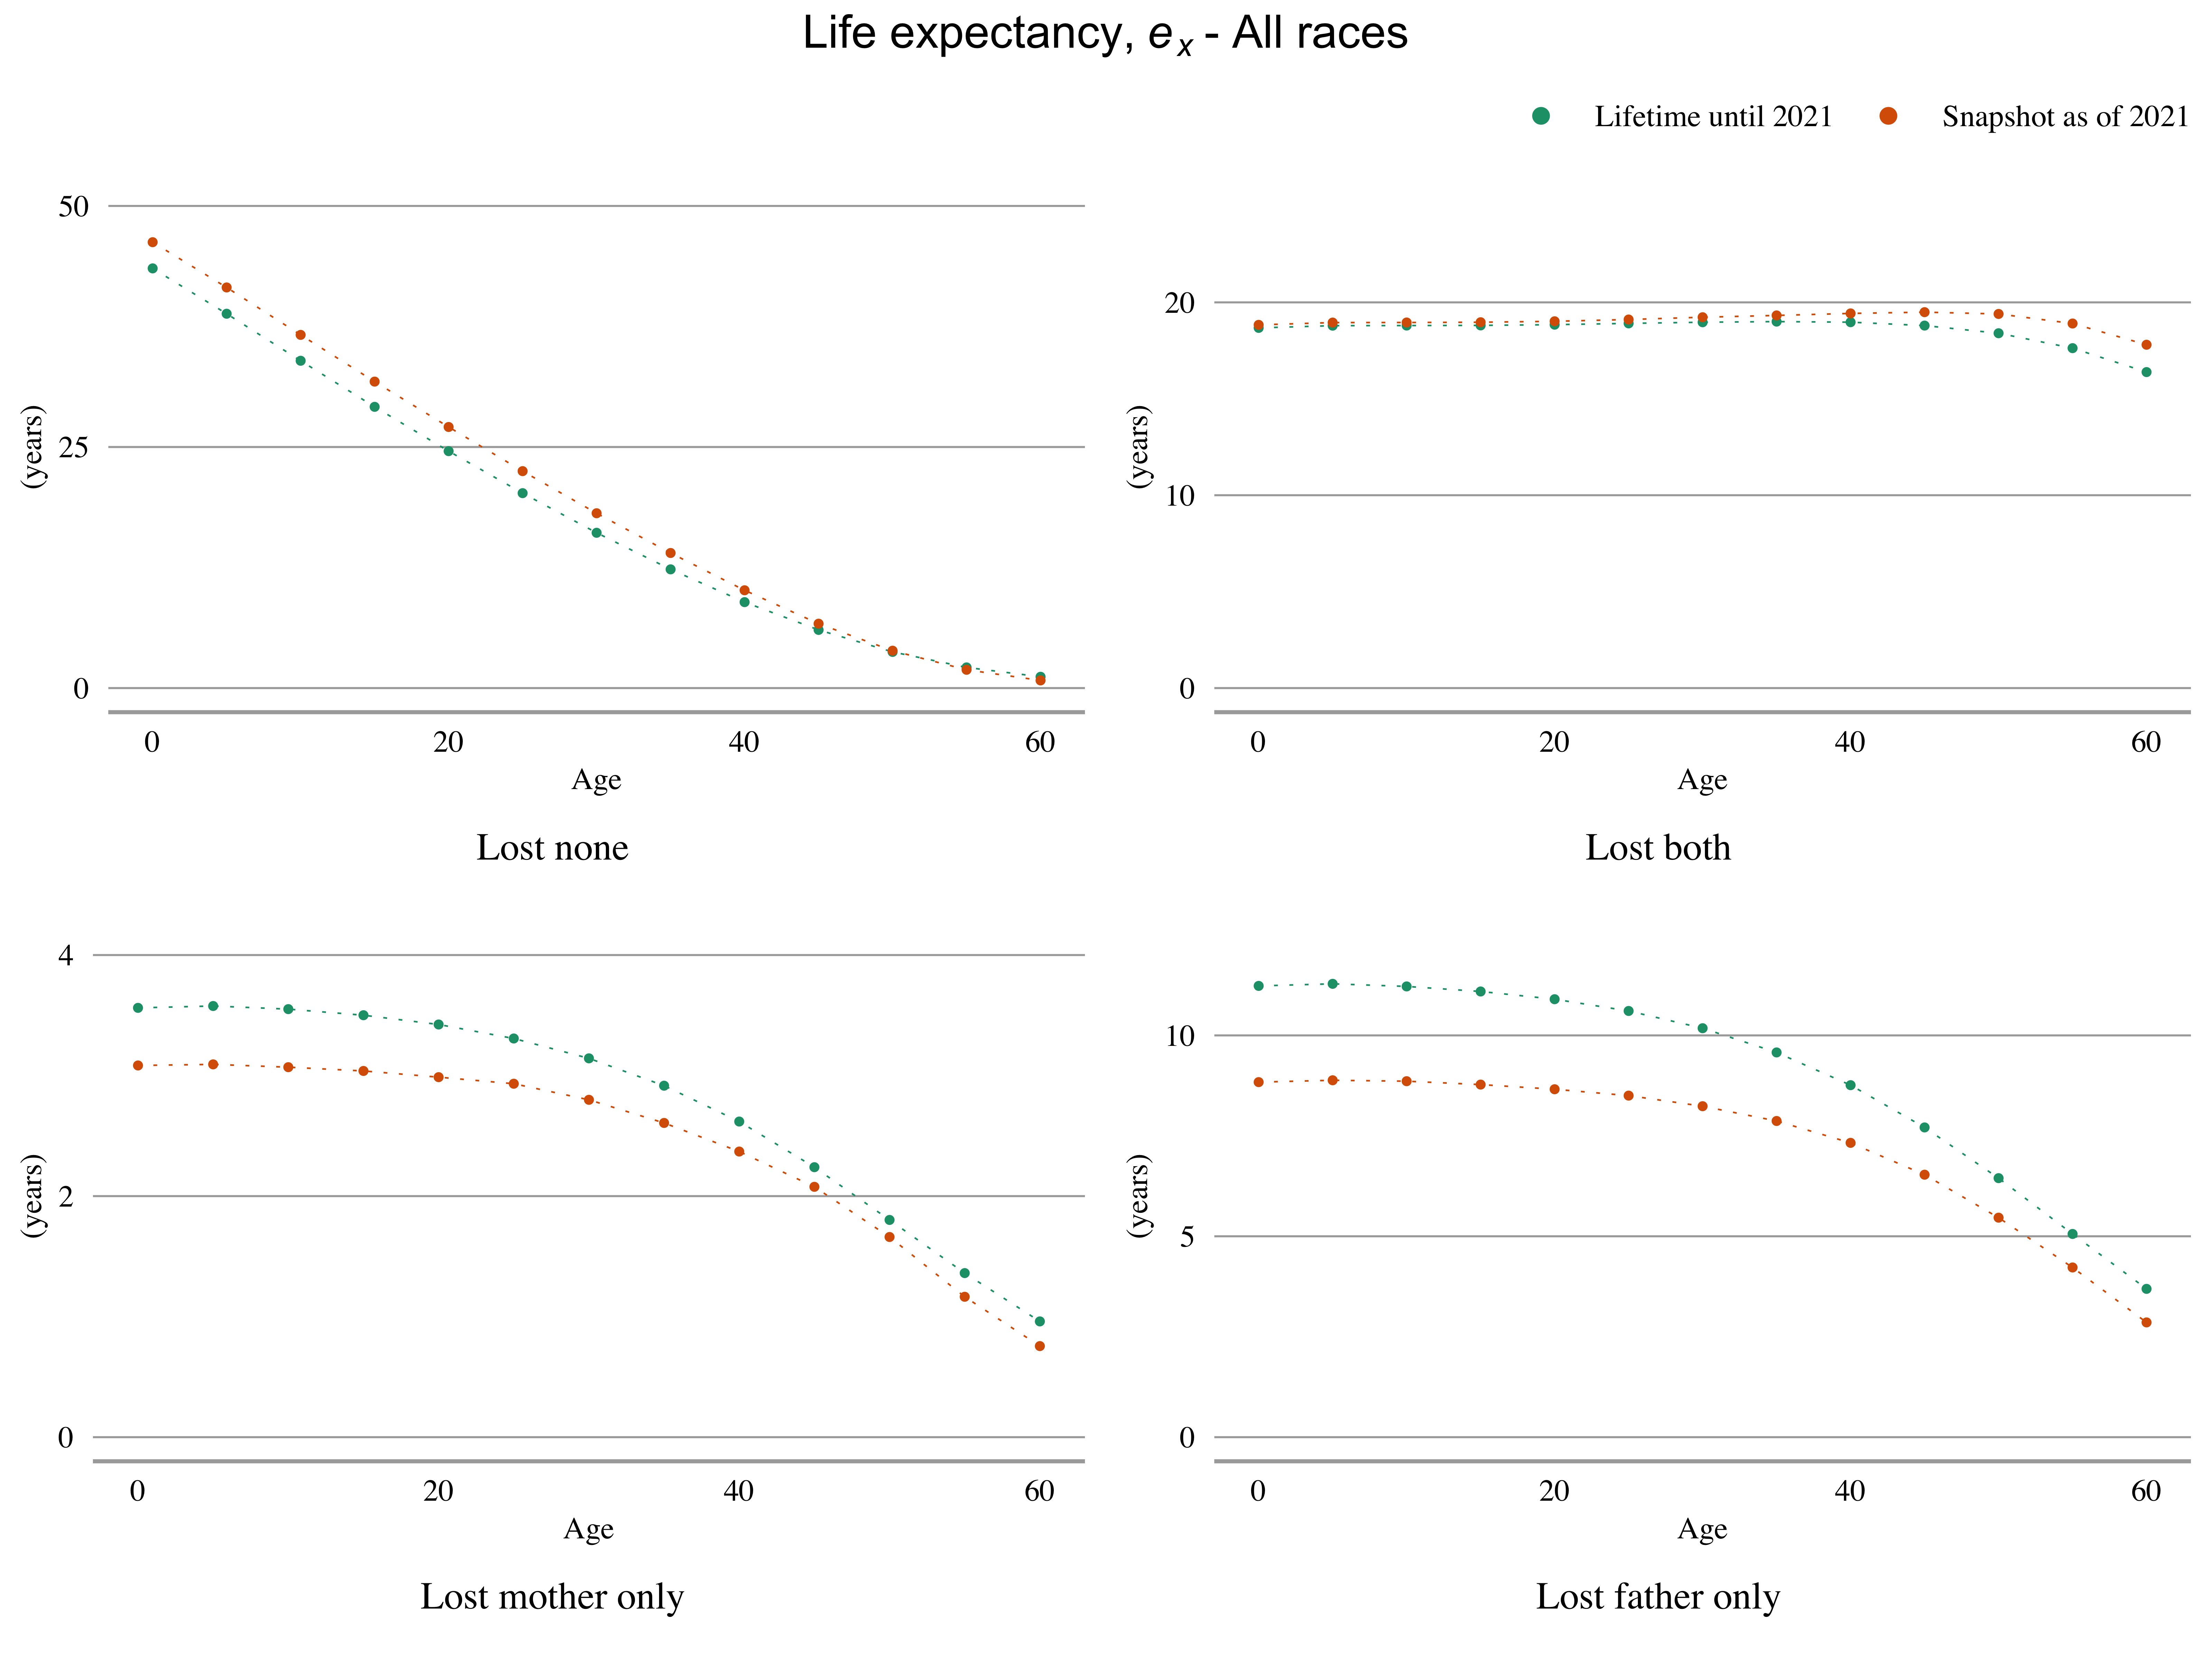 Life expectancy, e x - All races
Lifetime until 2021 Snapshot as of 2021
50
25
0
(years)
0 20 40 60
Age
Lost none
20
10
0
(years)
0 20 40 60
Age
Lost both
4
2
0
(years)
0 20 40 60
Age
Lost mother only
10
5
0
(years)
0 20 40 60
Age
Lost father only